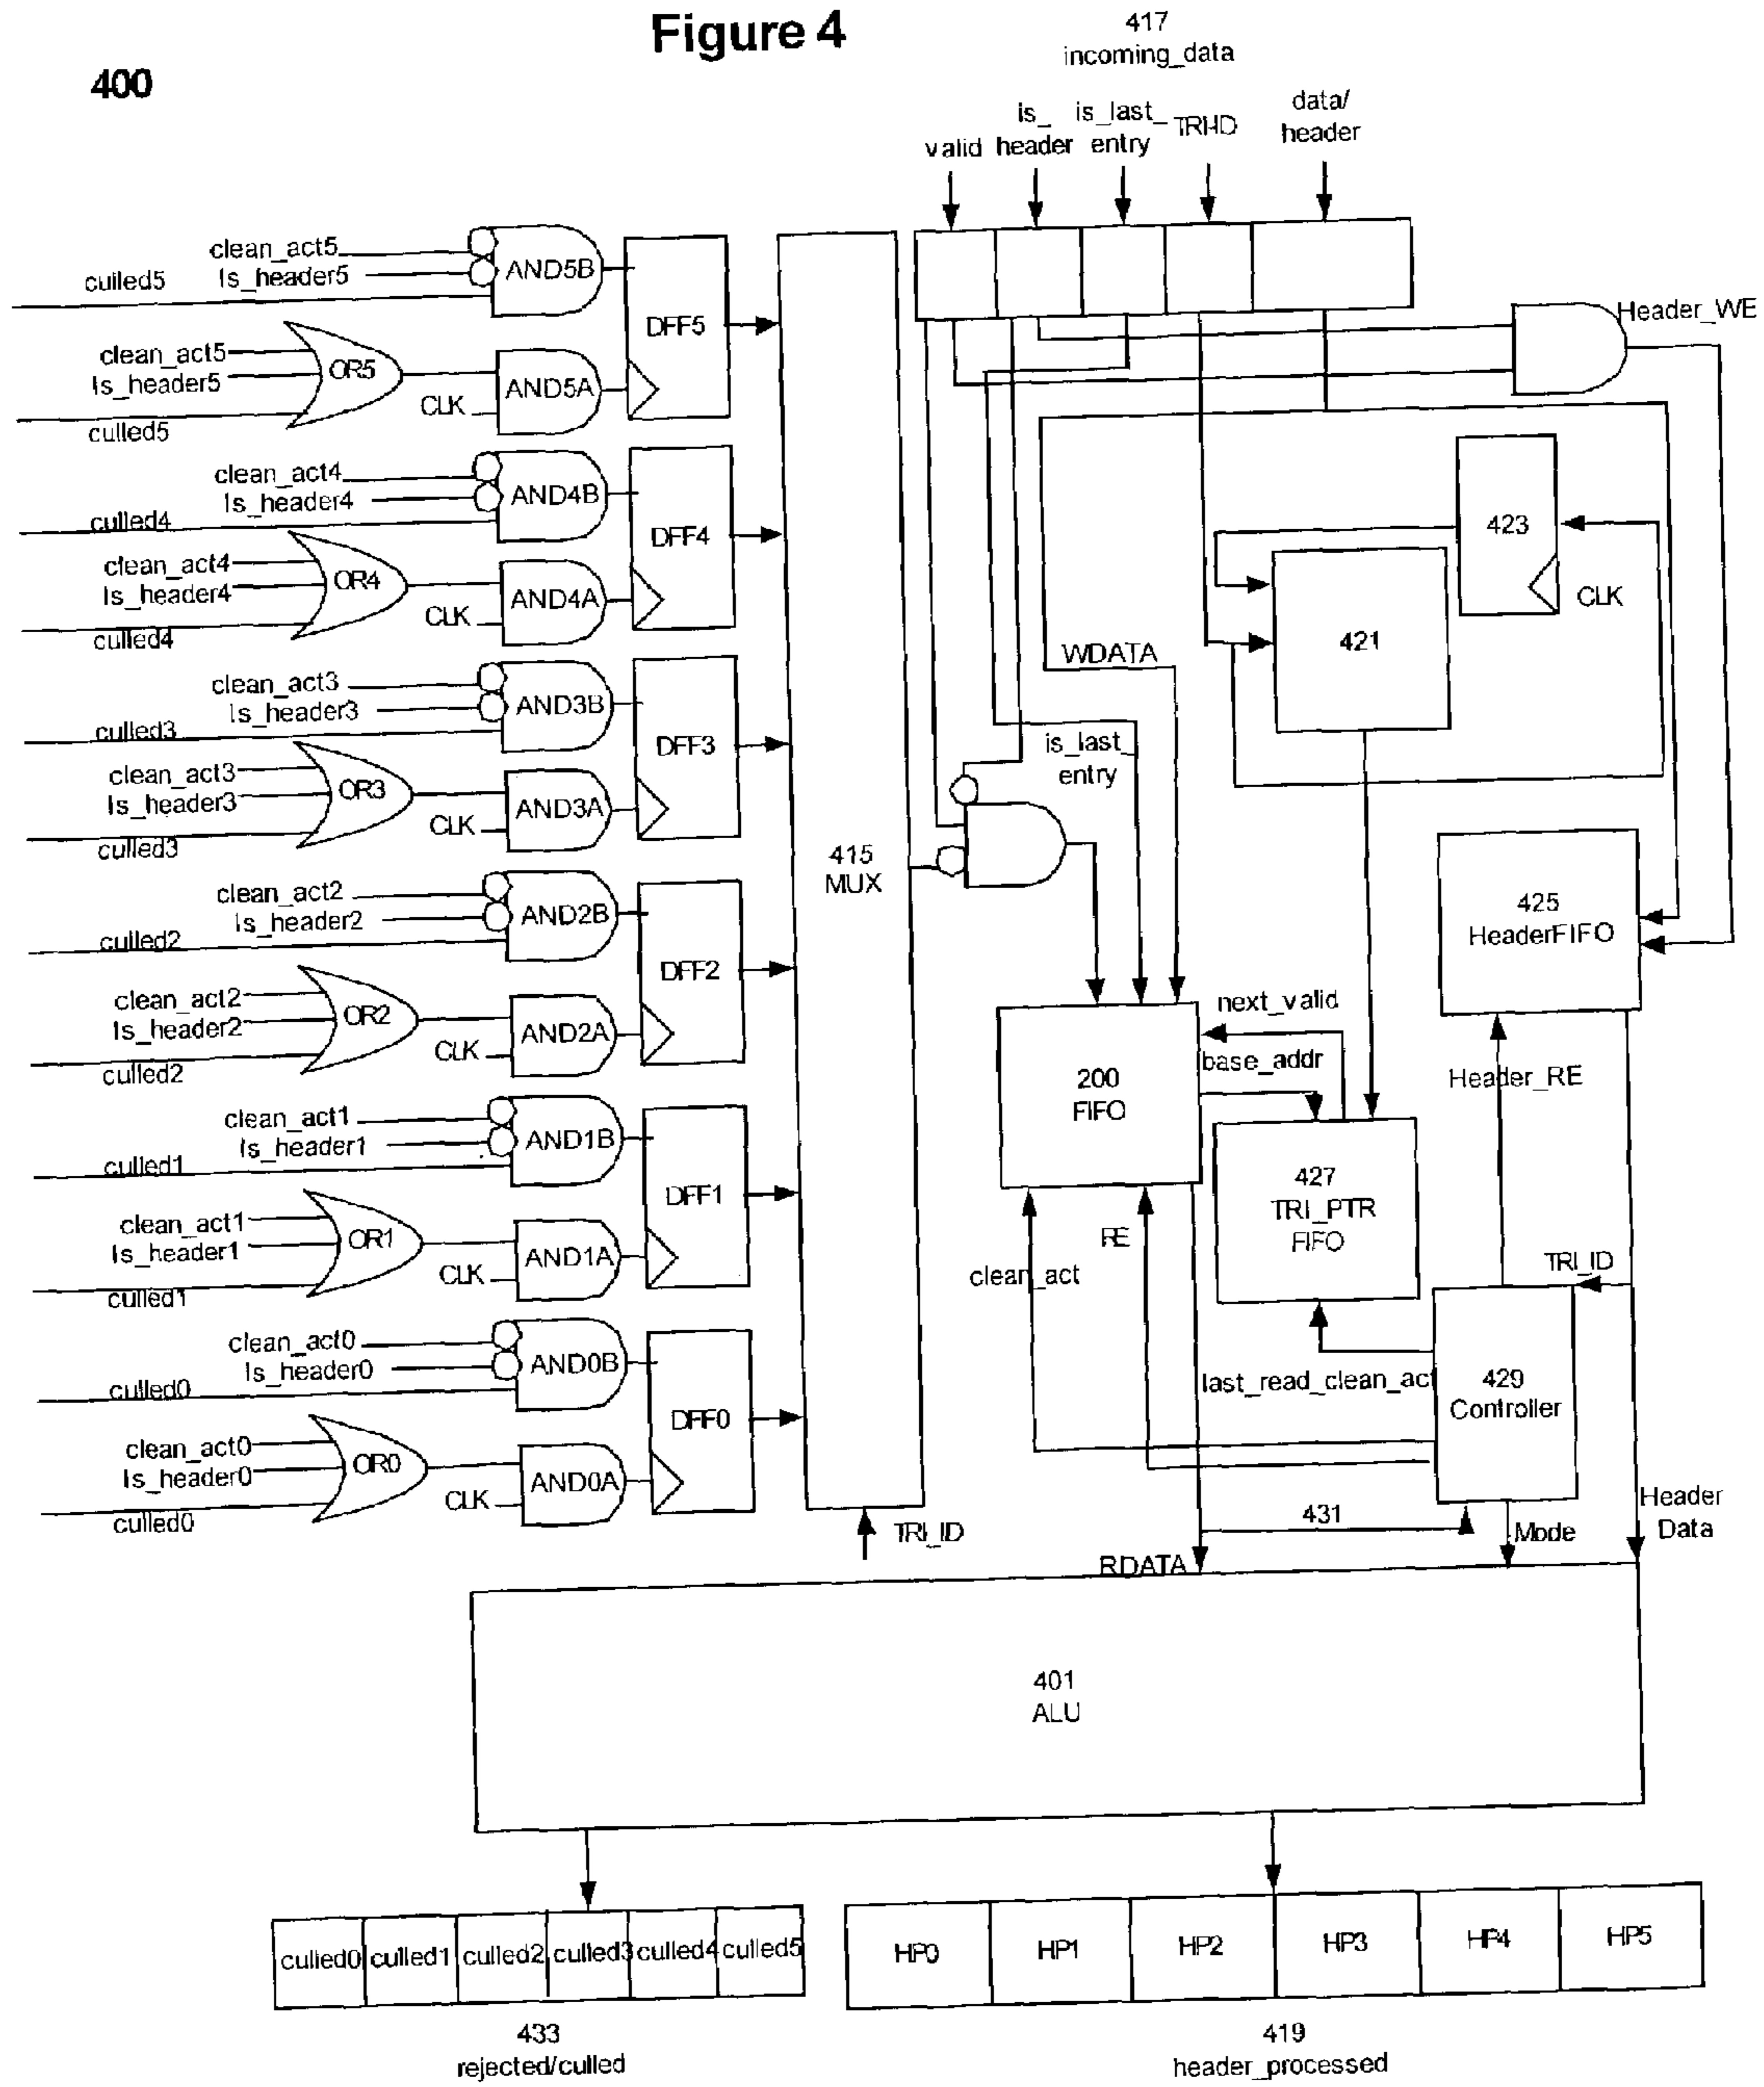 Figure 4
400
417
incoming_data
valid
is_
header
is_last_
entry
TRI-ID
data/
header
clean_act5
Is_header5
culled5
AND5B
DFF5
clean_act5
Is_header5
culled5
OR5
CLK
AND5A
clean_act4
Is_header4
culled4
AND4B
DFF4
clean_act4
Is_header4
culled4
OR4
CLK
AND4A
clean_act3
Is_header3
culled3
AND3B
DFF3
clean_act3
Is_header3
culled3
OR3
CLK
AND3A
clean_act2
Is_header2
culled2
AND2B
DFF2
clean_act2
Is_header2
culled2
OR2
CLK
AND2A
clean_act1
Is_header1
culled1
AND1B
DFF1
clean_act1
Is_header1
culled1
OR1
CLK
AND1A
clean_act0
Is_header0
culled0
AND0B
DFF0
clean_act0
Is_header0
culled0
OR0
CLK
AND0A
415
MUX
TRI_ID
Header_WE
423
CLK
421
WDATA
is_last_
entry
425
HeaderFIFO
next_valid
base_addr
200
FIFO
Header_RE
427
TRI_PTR
FIFO
RE
clean_act
TRI_ID
last_read_clean_act
429
Controller
431
Mode
Header
Data
RDATA
401
ALU
culled0
culled1
culled2
culled3
culled4
culled5
433
rejected/culled
HP0
HP1
HP2
HP3
HP4
HP5
419
header_processed